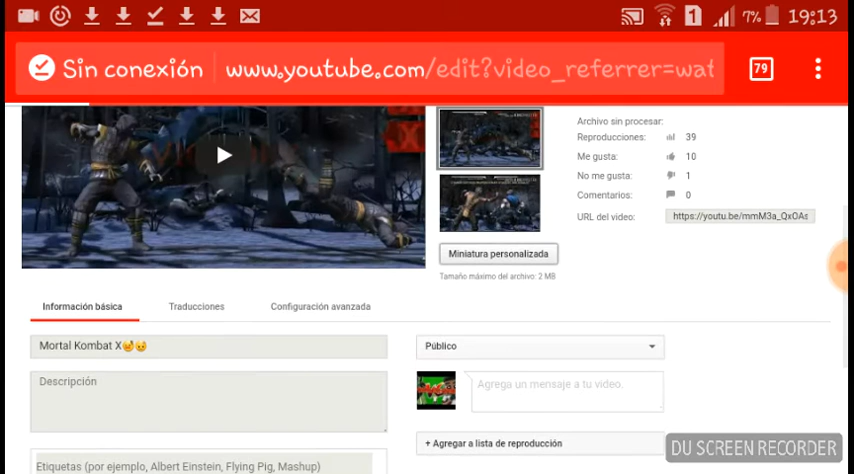 1 7% 19:13
Sin conexión www.youtube.com/edit?video_referrer=wat
79
Archivo sin procesar:
Reproducciones: 39
Me gusta: 10
No me gusta: 1
Comentarios: 0
URL del video: https://youtu.be/mmM3a_QxOAs
Miniatura personalizada
Tamaño máximo del archivo: 2 MB
Información básica Traducciones Configuración avanzada
Mortal Kombat X
Público
Descripción
Agrega un mensaje a tu video.
+ Agregar a lista de reproducción
Etiquetas (por ejemplo, Albert Einstein, Flying Pig, Mashup)
DU SCREEN RECORDER